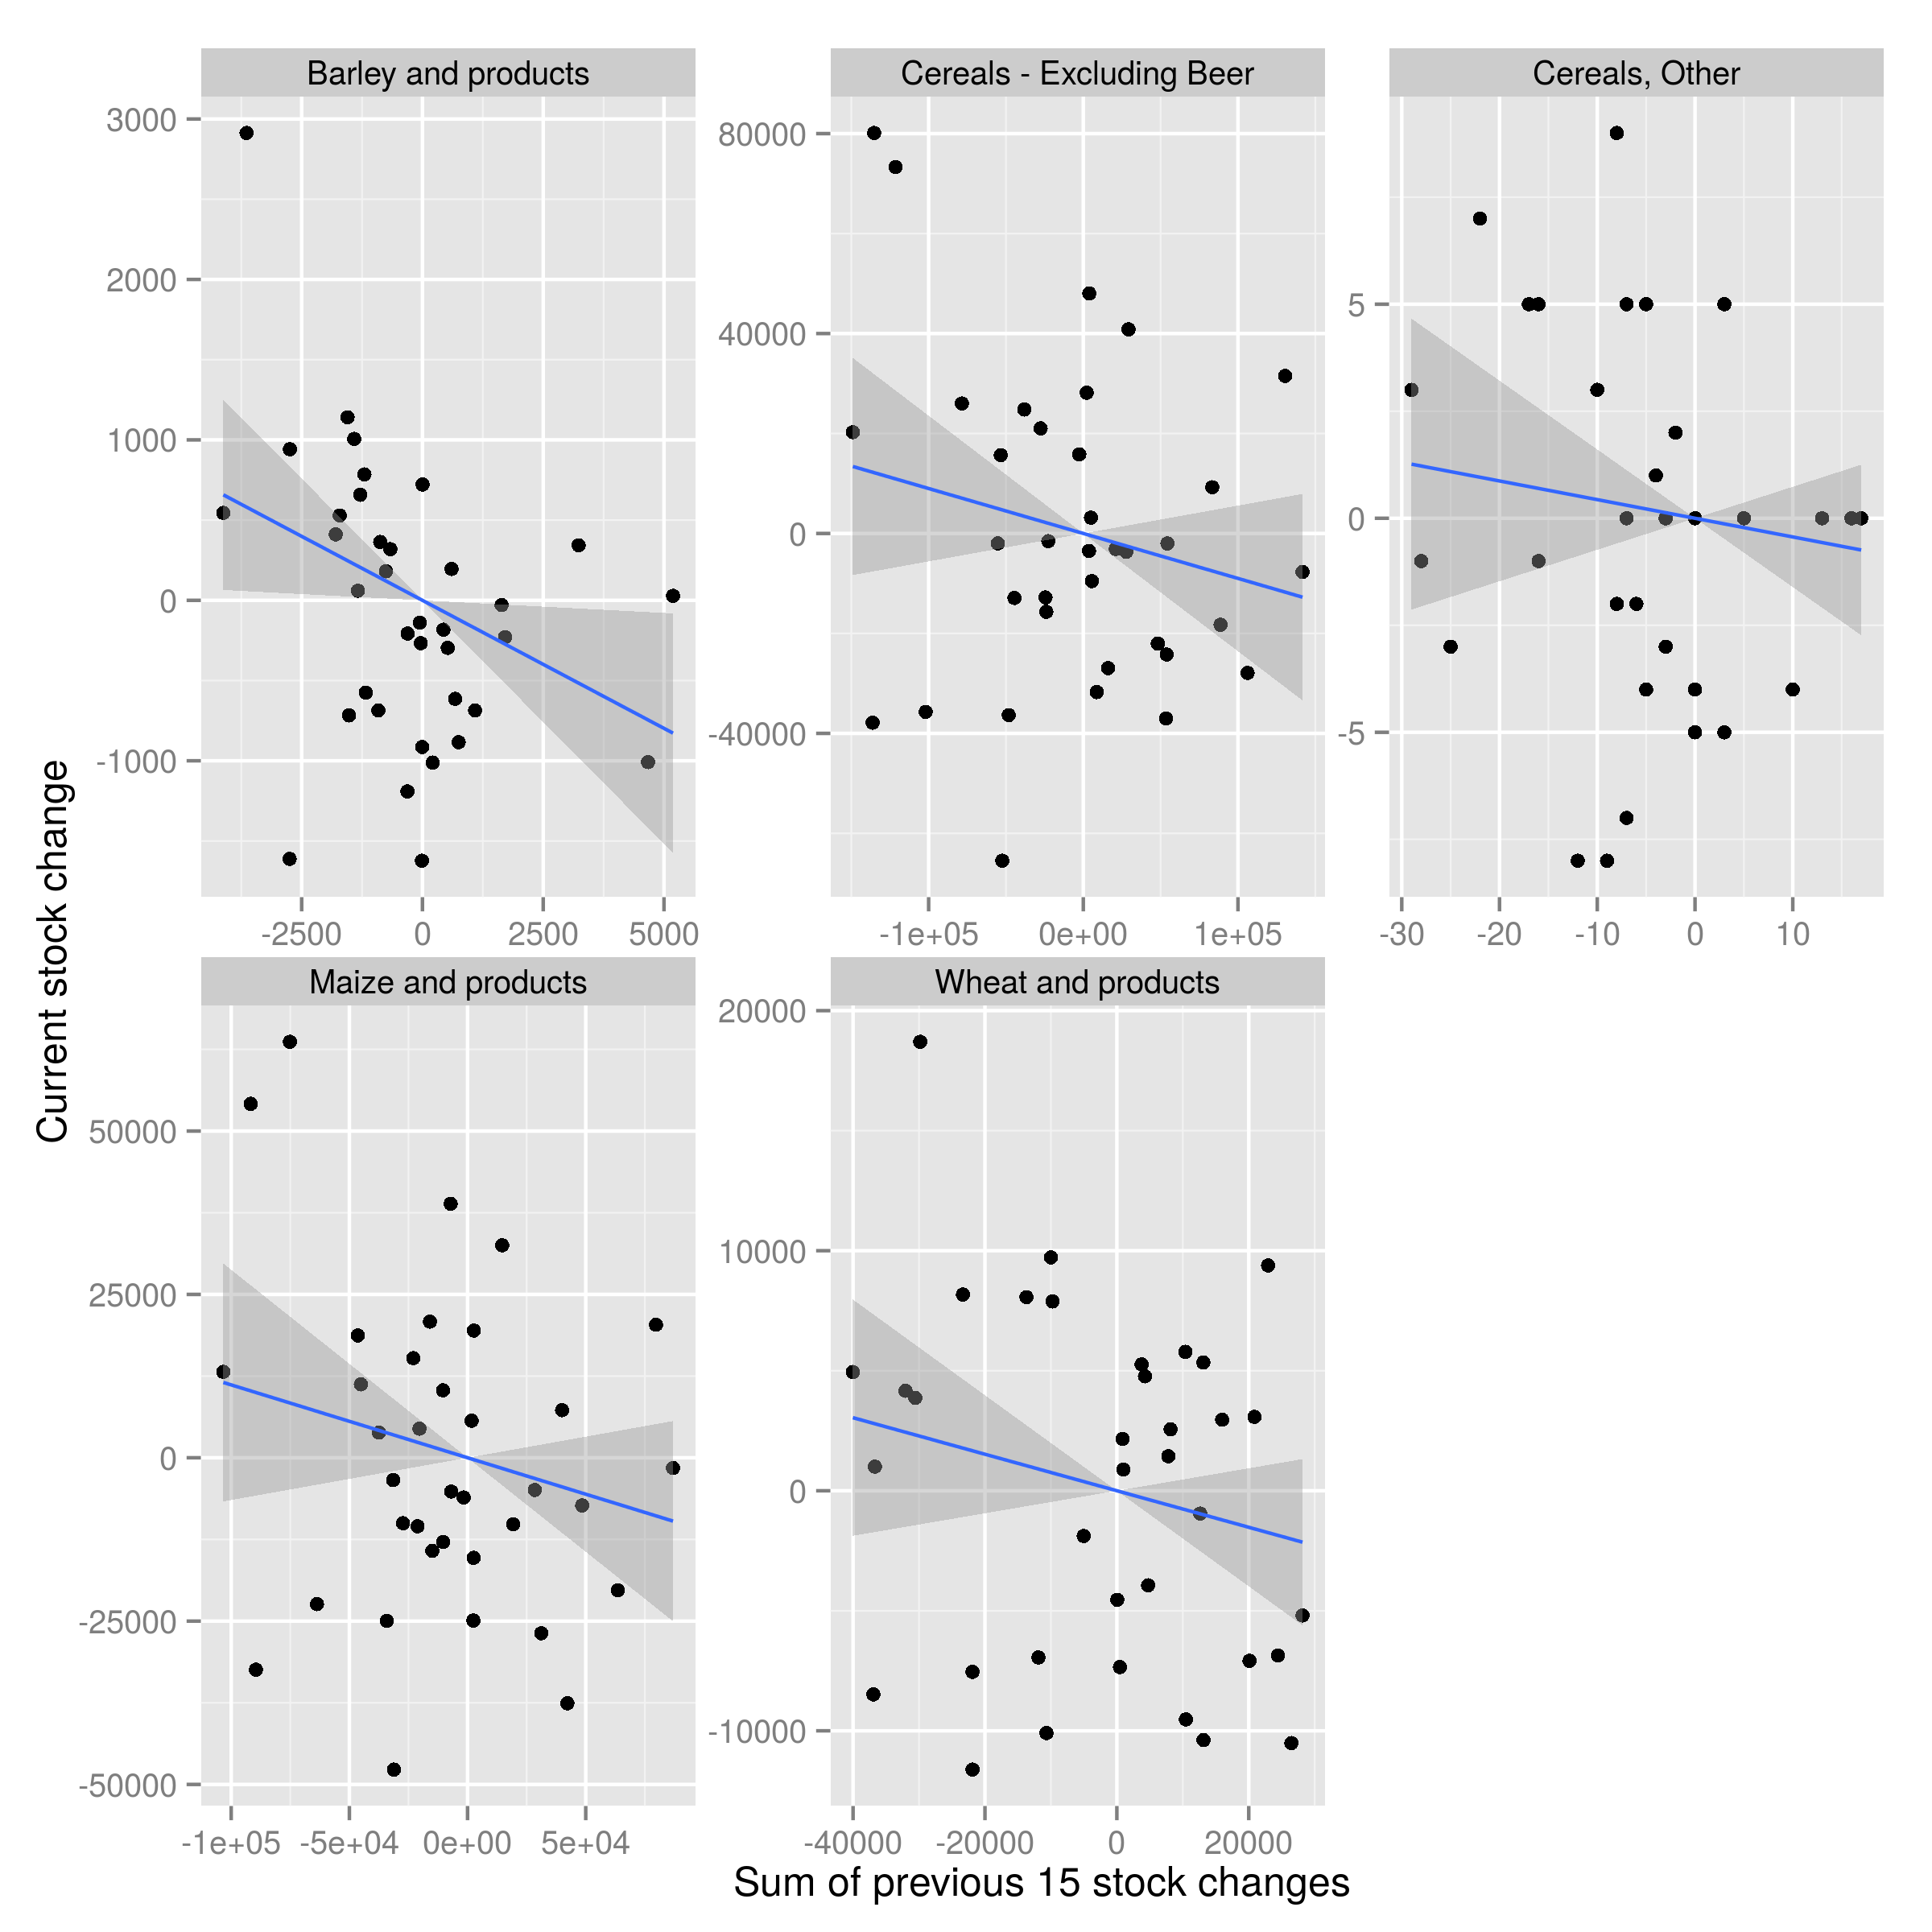 Barley and products
Cereals - Excluding Beer
Cereals, Other
3000
2000
1000
0
-1000
80000
40000
0
-40000
5
0
-5
-2500 0 2500 5000
-1e+05 0e+00 1e+05
-30 -20 -10 0 10
Current stock change
Maize and products
Wheat and products
50000
25000
0
-25000
-50000
20000
10000
0
-10000
-1e+05 -5e+04 0e+00 5e+04
-40000 -20000 0 20000
Sum of previous 15 stock changes